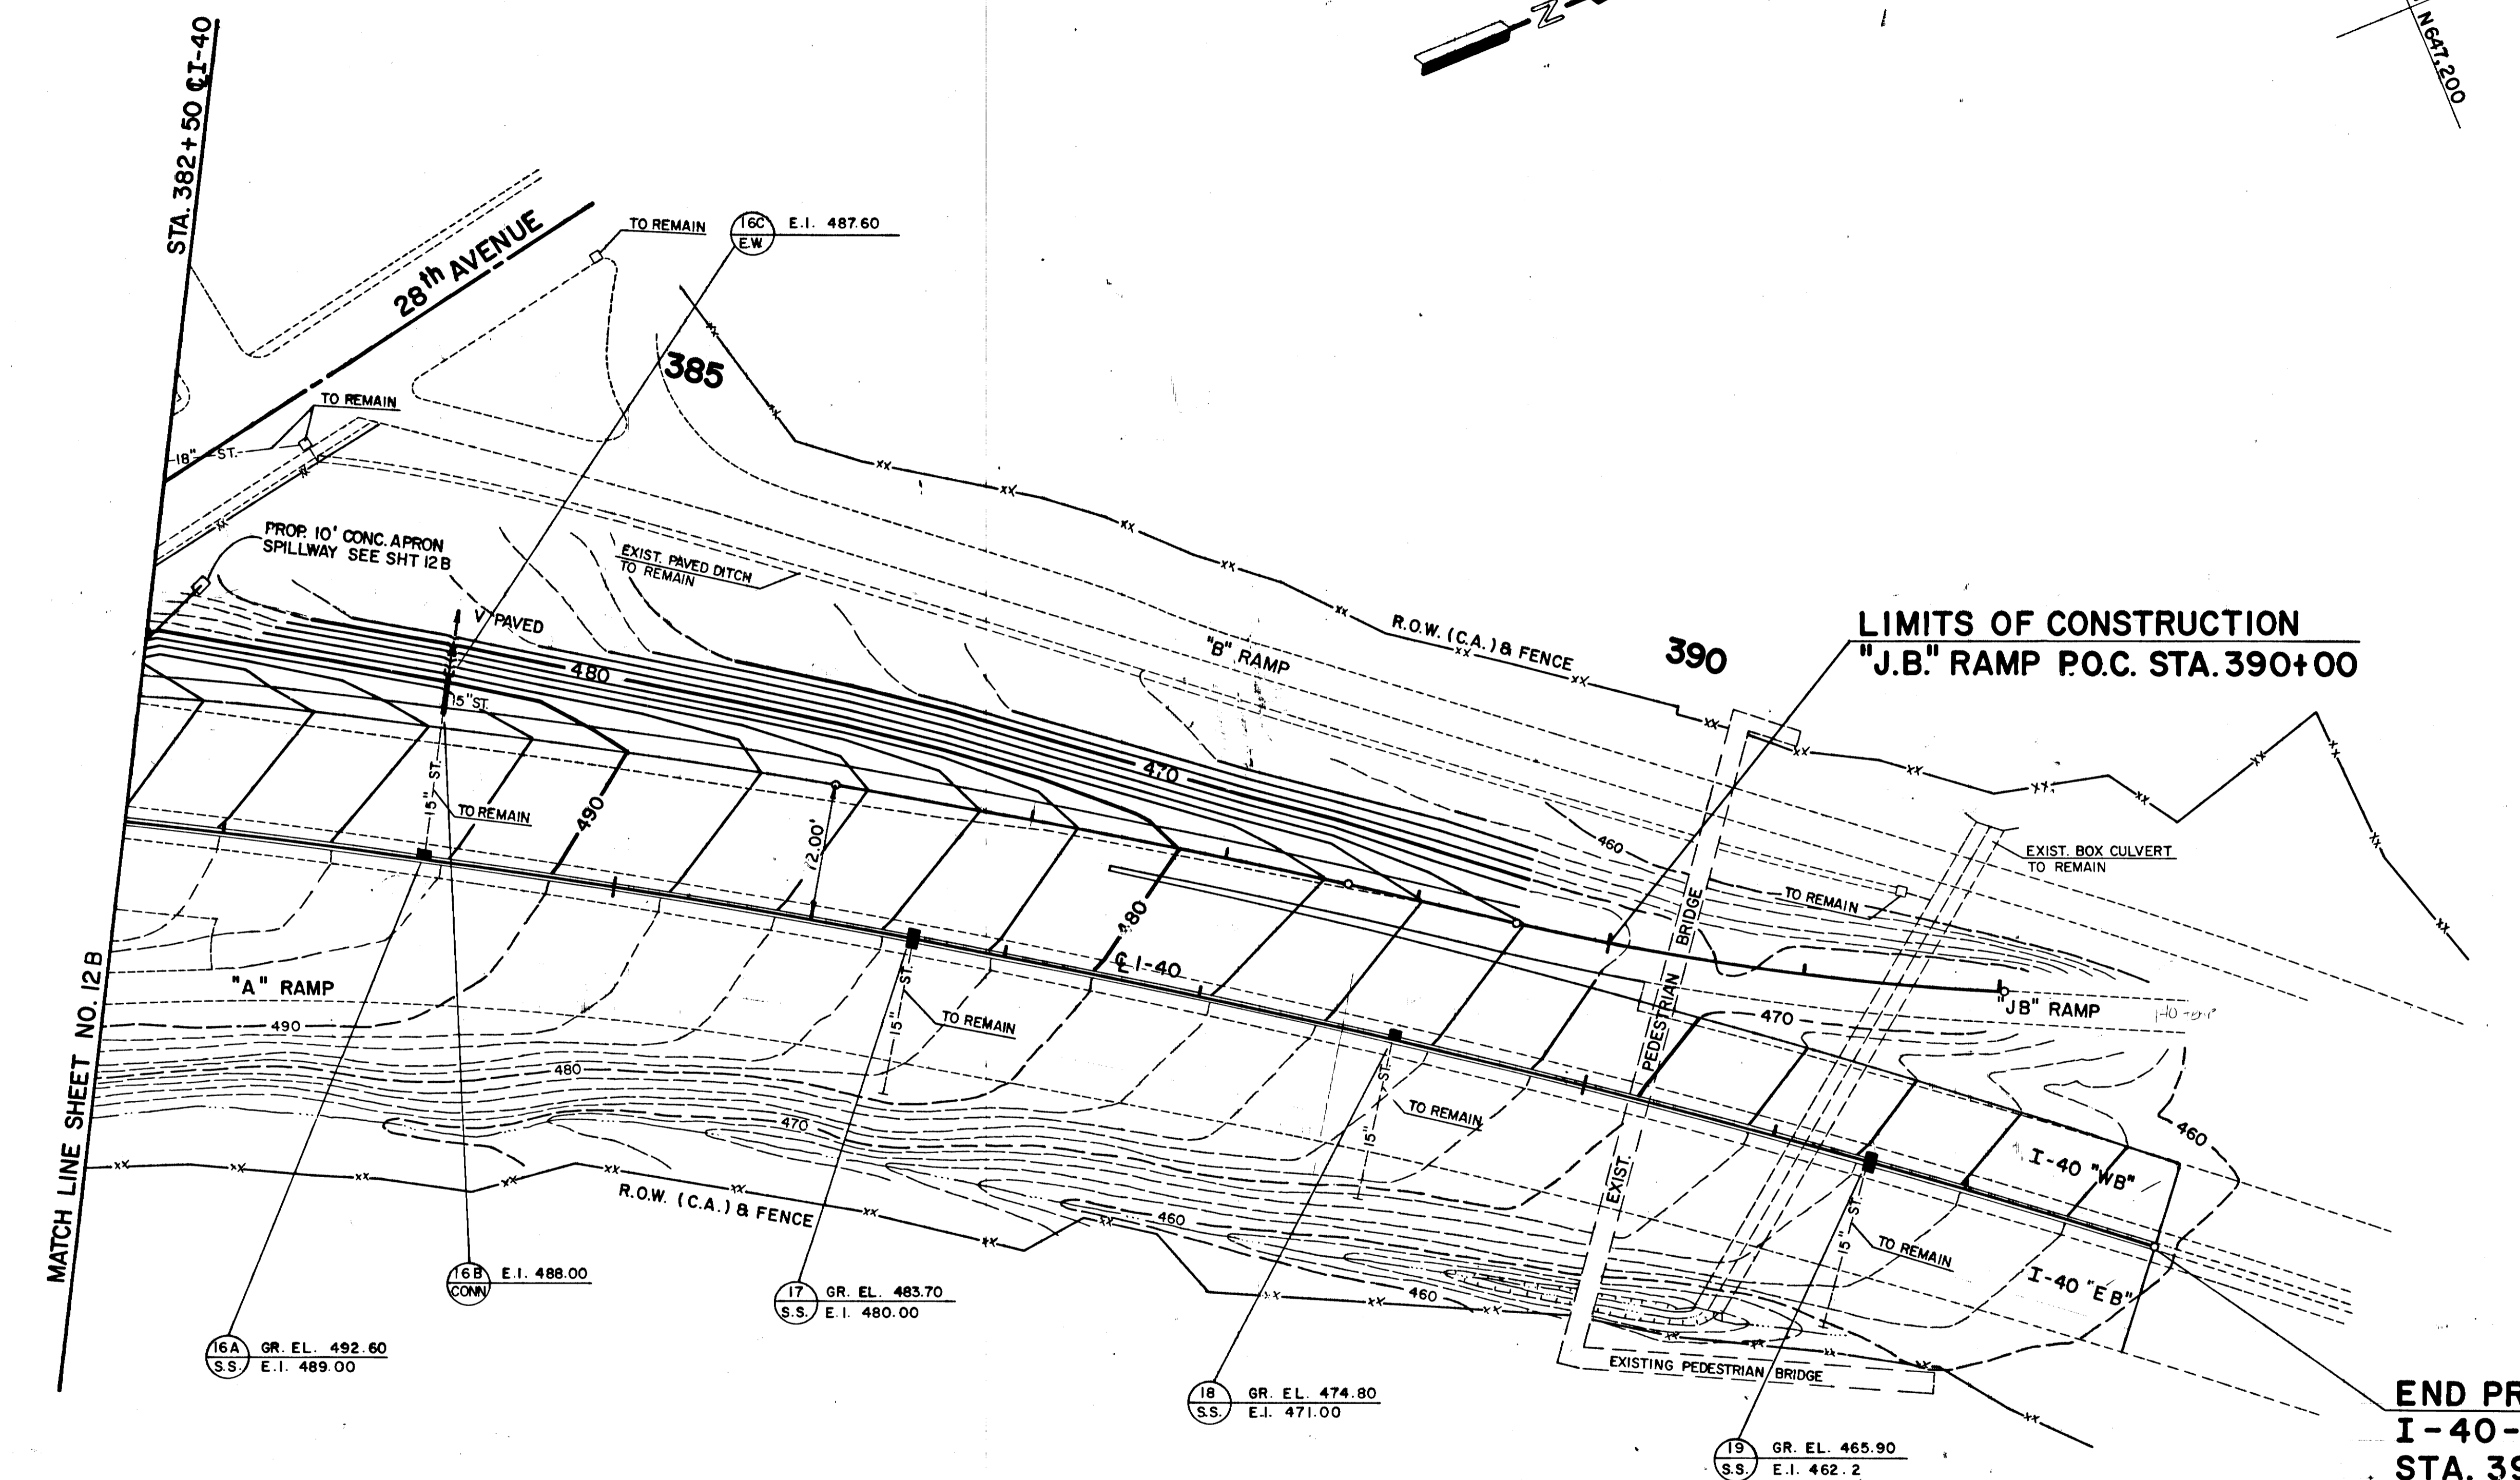 STA. 382+50 ℄ I-40
N
N 647,200
28th AVENUE
TO REMAIN
16C E.I. 487.60
E.W.
385
TO REMAIN
18" ST.
PROP. 10' CONC. APRON
SPILLWAY SEE SHT 12B
EXIST. PAVED DITCH
TO REMAIN
V PAVED
480
15" ST.
15" ST.
TO REMAIN
490
"B" RAMP
R.O.W. (C.A.) & FENCE
390
LIMITS OF CONSTRUCTION
"J.B." RAMP P.O.C. STA. 390+00
470
460
EXIST. BOX CULVERT
TO REMAIN
TO REMAIN
480
℄ I-40
EXIST. PEDESTRIAN BRIDGE
"JB" RAMP
470
"A" RAMP
490
480
470
15" ST.
TO REMAIN
15" ST.
TO REMAIN
15" ST.
TO REMAIN
460
I-40 "WB"
I-40 "EB"
R.O.W. (C.A.) & FENCE
460
460
EXISTING PEDESTRIAN BRIDGE
MATCH LINE SHEET NO. 12B
16B E.I. 488.00
CONN
17 GR. EL. 483.70
S.S. E.I. 480.00
16A GR. EL. 492.60
S.S. E.I. 489.00
18 GR. EL. 474.80
S.S. E.I. 471.00
19 GR. EL. 465.90
S.S. E.I. 462.2
END PR
I-40-
STA. 39